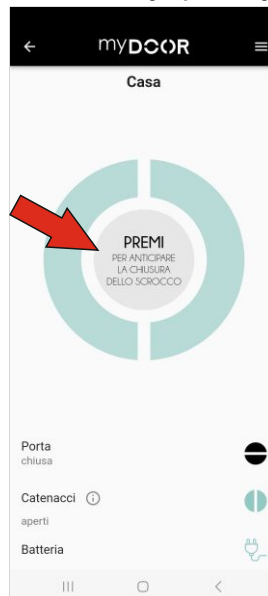 myDOOR
Casa
PREMI
PER ANTICIPARE
LA CHIUSURA
DELLO SCROCCO
Porta
chiusa
Catenacci
aperti
Batteria